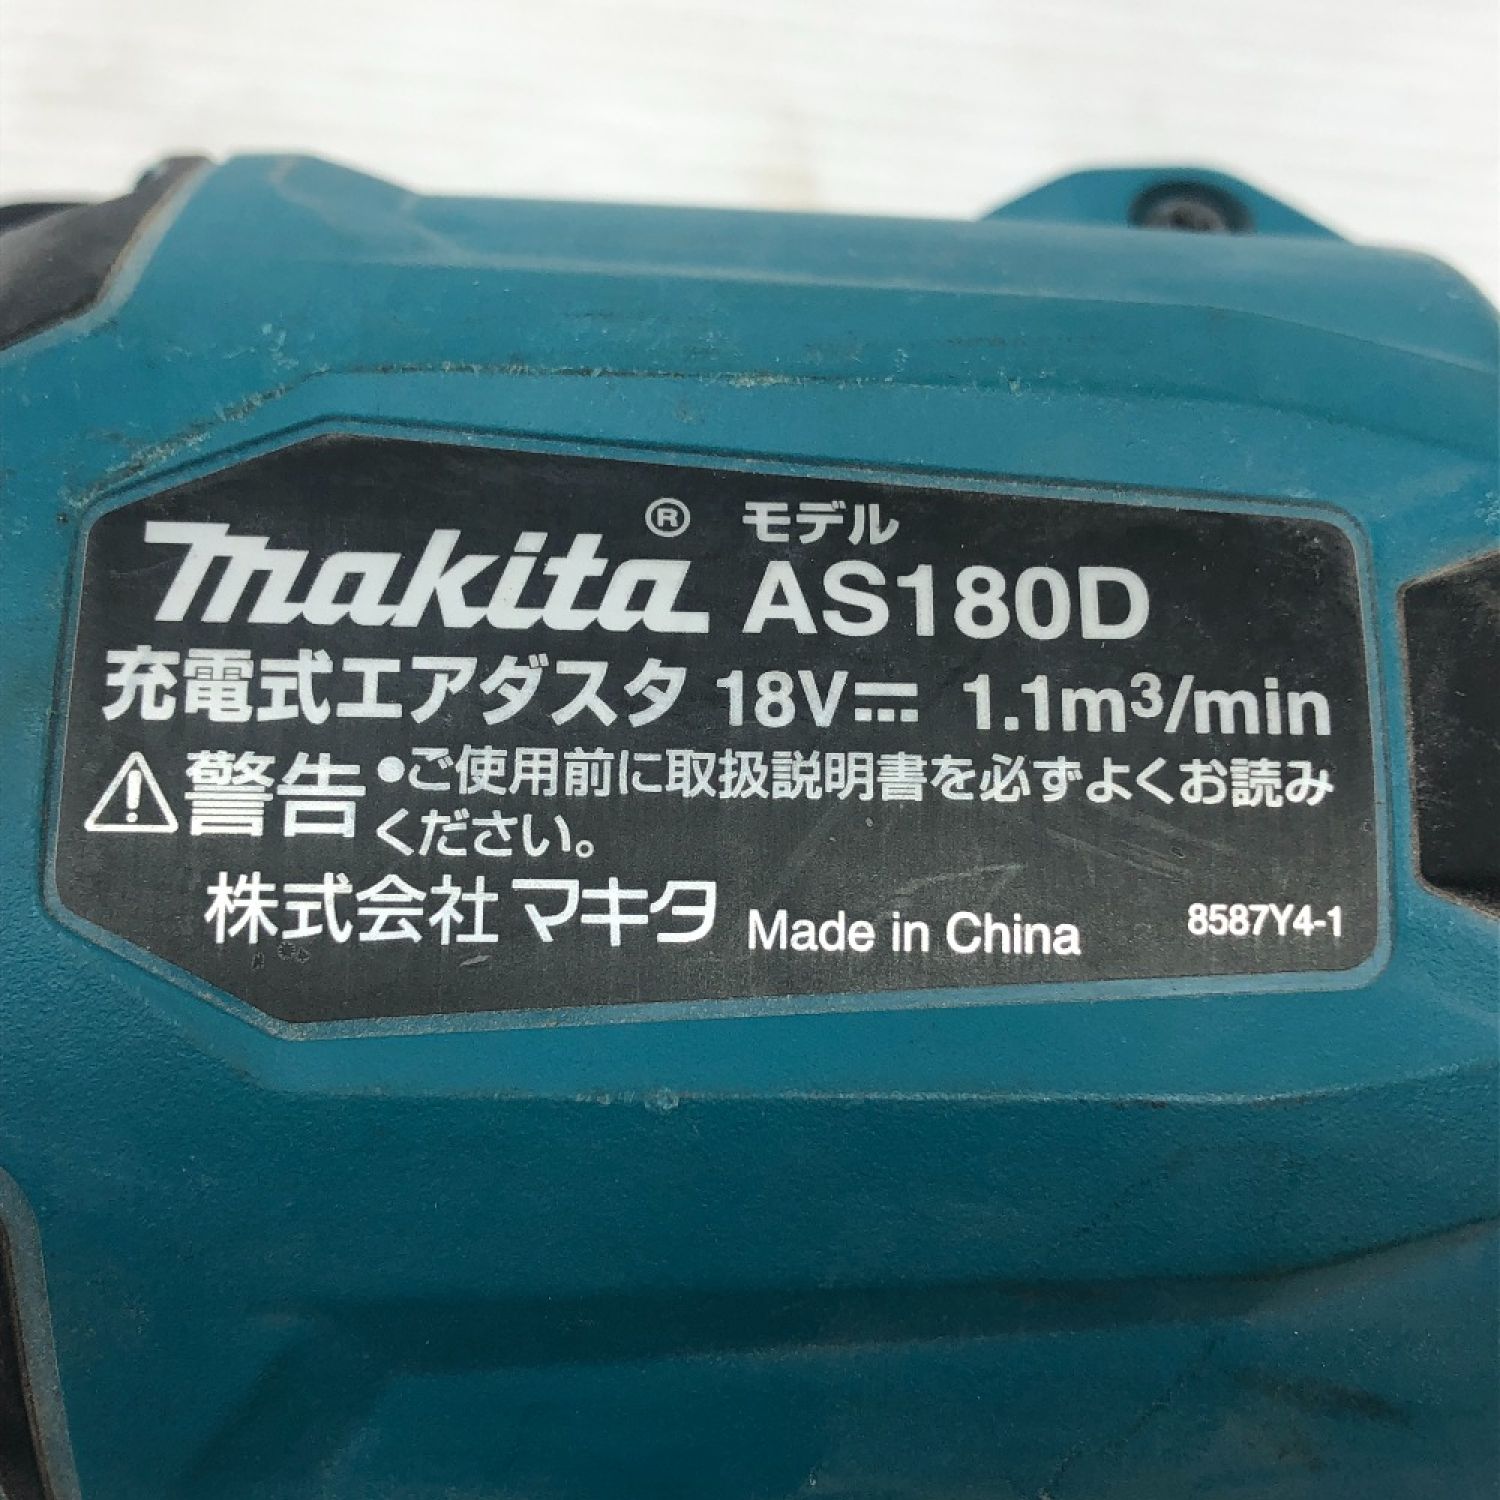 makita® モデル AS180D
充電式エアダスタ 18V⎓ 1.1m³/min
⚠警告 ●ご使用前に取扱説明書を必ずよくお読み
ください。
株式会社マキタ Made in China 8587Y4-1